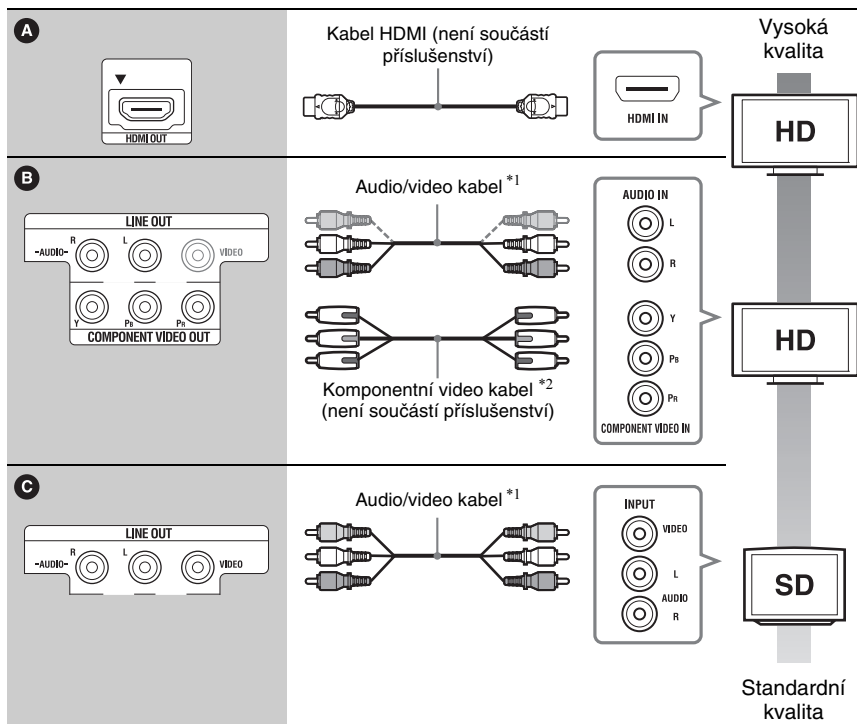 A
▼
HDMI OUT
Kabel HDMI (není součástí
příslušenství)
HDMI IN
Vysoká
kvalita
HD
B
LINE OUT
-AUDIO-
R
L
VIDEO
Y
PB
PR
COMPONENT VIDEO OUT
Audio/video kabel *1
Komponentní video kabel *2
(není součástí příslušenství)
AUDIO IN
L
R
Y
PB
PR
COMPONENT VIDEO IN
HD
C
LINE OUT
-AUDIO-
R
L
VIDEO
Audio/video kabel *1
INPUT
VIDEO
L
AUDIO
R
SD
Standardní
kvalita